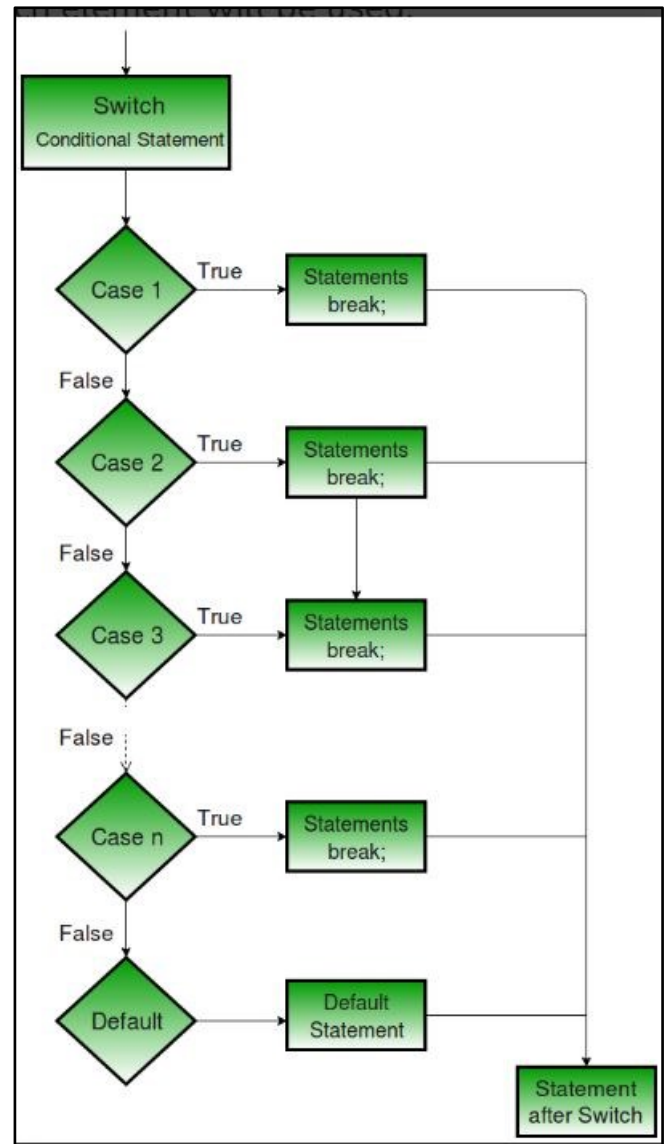 Switch
Conditional Statement
Case 1
True
Statements
break;
False
Case 2
True
Statements
break;
False
Case 3
True
Statements
break;
False
Case n
True
Statements
break;
False
Default
Default
Statement
Statement
after Switch